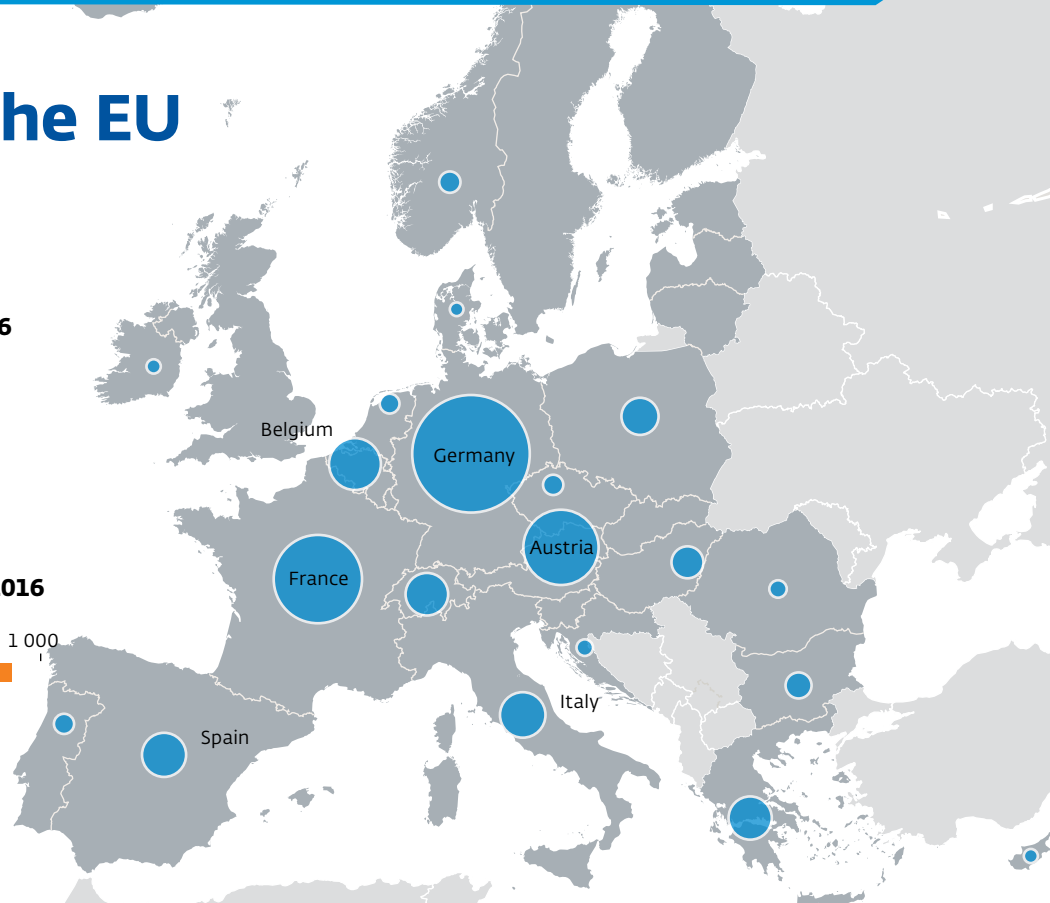 he EU
6
Belgium
Germany
Austria
France
016
1 000
Italy
Spain